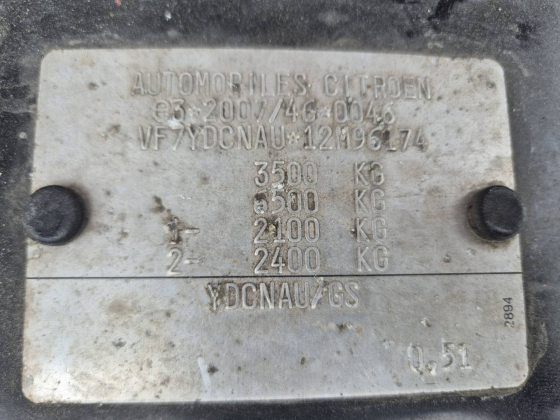 AUTOMOBILES CITROEN
e3*2007/46*0046
VF7YDCNAU*12M96174
3500 KG
6500 KG
1- 2100 KG
2- 2400 KG
YDCNAU/GS
2894
0.51